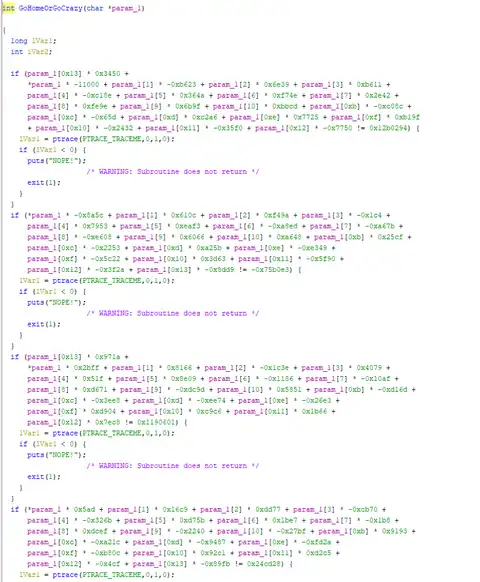 int GoHomeOrGoCrazy(char *param_1)
{
long lVar1;
int iVar2;
if (param_1[0x13] * 0x3450 +
*param_1 * -11000 + param_1[1] * -0xb623 + param_1[2] * 0x6e39 + param_1[3] * 0xb611 +
param_1[4] * -0xc18e + param_1[5] * 0x364a + param_1[6] * 0xf74e + param_1[7] * 0x2e42 +
param_1[8] * 0xfe9e + param_1[9] * 0x6b9f + param_1[10] * 0xbbcd + param_1[0xb] * -0xc08c +
param_1[0xc] * -0x65d + param_1[0xd] * 0xc2a6 + param_1[0xe] * 0x7725 + param_1[0xf] * 0xb19f
+ param_1[0x10] * -0x2432 + param_1[0x11] * -0x35f0 + param_1[0x12] * -0x7750 != 0x12b0294) {
lVar1 = ptrace(PTRACE_TRACEME,0,1,0);
if (lVar1 < 0) {
puts("NOPE!");
/* WARNING: Subroutine does not return */
exit(1);
}
}
if (*param_1 * -0x8a5c + param_1[1] * 0x610c + param_1[2] * 0xf49a + param_1[3] * -0x1c4 +
param_1[4] * 0x7953 + param_1[5] * 0xeaf3 + param_1[6] * -0xa8ed + param_1[7] * -0xa67b +
param_1[8] * -0xe608 + param_1[9] * 0x6066 + param_1[10] * 0xa648 + param_1[0xb] * 0x25cf +
param_1[0xc] * -0x2253 + param_1[0xd] * 0xa25b + param_1[0xe] * -0xe349 +
param_1[0xf] * -0x5c22 + param_1[0x10] * 0x3d63 + param_1[0x11] * -0x5f90 +
param_1[0x12] * -0x3f2a + param_1[0x13] * -0x8dd9 != -0x75b0e3) {
lVar1 = ptrace(PTRACE_TRACEME,0,1,0);
if (lVar1 < 0) {
puts("NOPE!");
/* WARNING: Subroutine does not return */
exit(1);
}
}
if (param_1[0x13] * 0x971a +
*param_1 * 0x2bff + param_1[1] * 0x8166 + param_1[2] * -0x1c3e + param_1[3] * 0x4079 +
param_1[4] * 0x51f + param_1[5] * 0x8e09 + param_1[6] * -0x1186 + param_1[7] * -0x10af +
param_1[8] * 0xd671 + param_1[9] * -0xdc9d + param_1[10] * 0x5851 + param_1[0xb] * -0xd16d +
param_1[0xc] * -0x3ee8 + param_1[0xd] * -0xee74 + param_1[0xe] * -0x26e3 +
param_1[0xf] * 0xd904 + param_1[0x10] * 0xc9c6 + param_1[0x11] * 0x1b66 +
param_1[0x12] * 0x7ec8 != 0x1190601) {
lVar1 = ptrace(PTRACE_TRACEME,0,1,0);
if (lVar1 < 0) {
puts("NOPE!");
/* WARNING: Subroutine does not return */
exit(1);
}
}
if (*param_1 * 0x5ad + param_1[1] * 0x16c9 + param_1[2] * 0xdd77 + param_1[3] * -0xcb70 +
param_1[4] * -0x326b + param_1[5] * 0xd75b + param_1[6] * 0x1be7 + param_1[7] * -0x1b8 +
param_1[8] * 0xdcef + param_1[9] * -0x2240 + param_1[10] * -0x27bf + param_1[0xb] * 0x9193 +
param_1[0xc] * -0xa21c + param_1[0xd] * -0x9487 + param_1[0xe] * -0xfd2a +
param_1[0xf] * -0xb80c + param_1[0x10] * 0x92c1 + param_1[0x11] * 0xd2c5 +
param_1[0x12] * -0x4cf + param_1[0x13] * -0x89fb != 0x24cd28) {
lVar1 = ptrace(PTRACE_TRACEME,0,1,0);